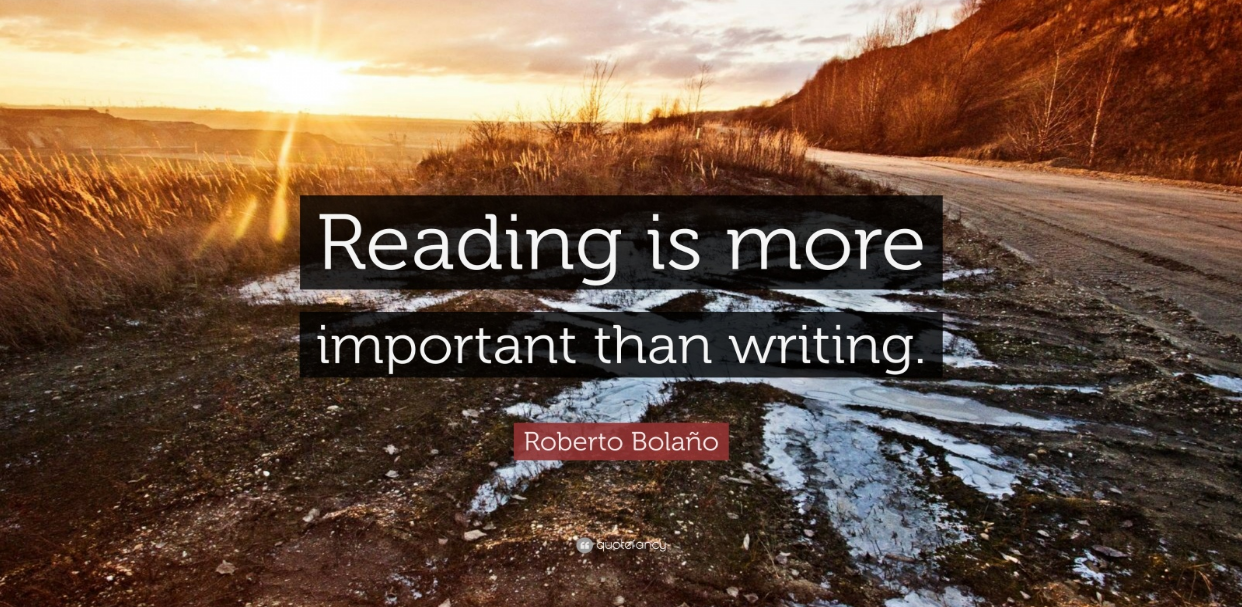 Reading is more
important than writing.
Roberto Bolaño
quotefancy